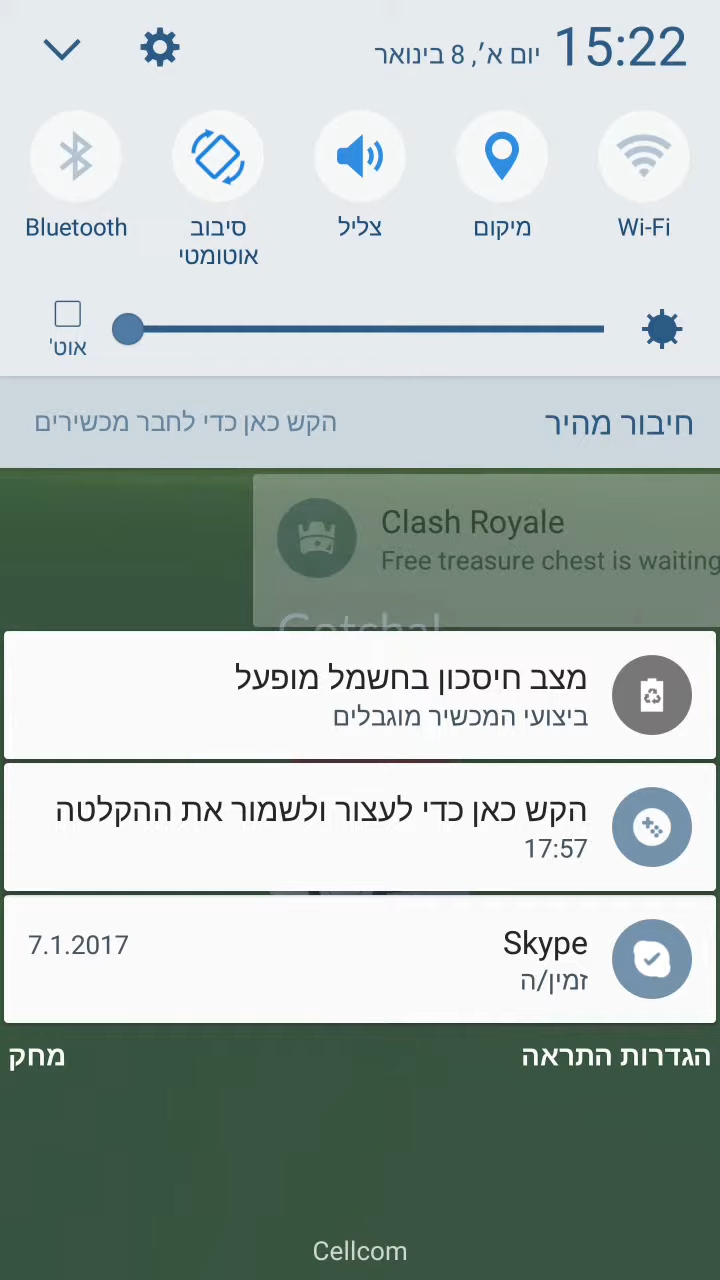 15:22 יום א׳, 8 בינואר
Wi-Fi
מיקום
צליל
סיבוב
אוטומטי
Bluetooth
אוט'
חיבור מהיר
הקש כאן כדי לחבר מכשירים
Clash Royale
Free treasure chest is waiting
Gotcha!
מצב חיסכון בחשמל מופעל
ביצועי המכשיר מוגבלים
הקש כאן כדי לעצור ולשמור את ההקלטה
17:57
Skype
7.1.2017
זמין/ה
הגדרות התראה
מחק
Cellcom